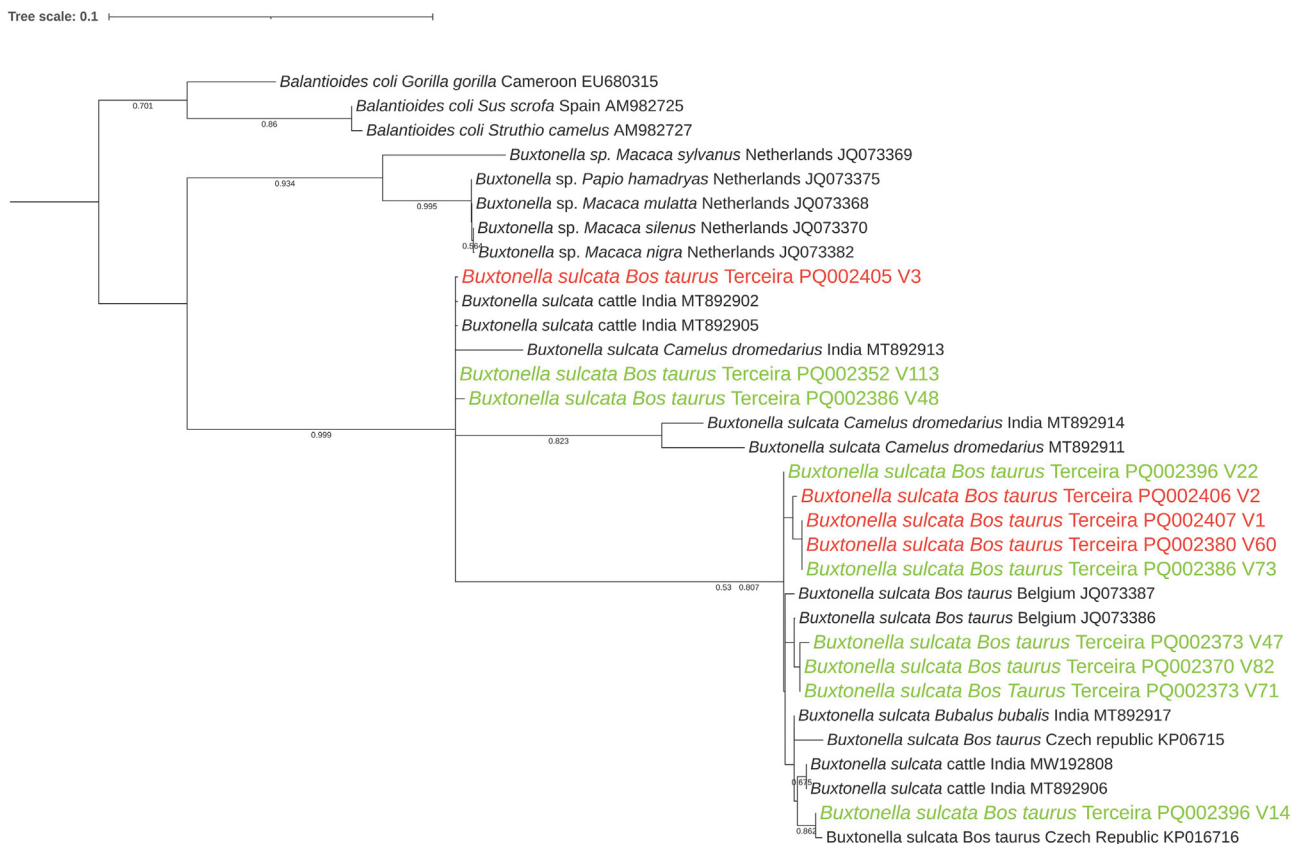 Tree scale: 0.1
Balantioides coli Gorilla gorilla Cameroon EU680315
0.701
Balantioides coli Sus scrofa Spain AM982725
0.86
Balantioides coli Struthio camelus AM982727
Buxtonella sp. Macaca sylvanus Netherlands JQ073369
0.934
Buxtonella sp. Papio hamadryas Netherlands JQ073375
0.995
Buxtonella sp. Macaca mulatta Netherlands JQ073368
Buxtonella sp. Macaca silenus Netherlands JQ073370
0.564
Buxtonella sp. Macaca nigra Netherlands JQ073382
Buxtonella sulcata Bos taurus Terceira PQ002405 V3
Buxtonella sulcata cattle India MT892902
Buxtonella sulcata cattle India MT892905
Buxtonella sulcata Camelus dromedarius India MT892913
Buxtonella sulcata Bos taurus Terceira PQ002352 V113
Buxtonella sulcata Bos taurus Terceira PQ002386 V48
Buxtonella sulcata Camelus dromedarius India MT892914
0.999
0.823
Buxtonella sulcata Camelus dromedarius MT892911
Buxtonella sulcata Bos taurus Terceira PQ002396 V22
Buxtonella sulcata Bos taurus Terceira PQ002406 V2
Buxtonella sulcata Bos taurus Terceira PQ002407 V1
Buxtonella sulcata Bos taurus Terceira PQ002380 V60
Buxtonella sulcata Bos taurus Terceira PQ002386 V73
0.53 0.807
Buxtonella sulcata Bos taurus Belgium JQ073387
Buxtonella sulcata Bos taurus Belgium JQ073386
Buxtonella sulcata Bos taurus Terceira PQ002373 V47
Buxtonella sulcata Bos taurus Terceira PQ002370 V82
Buxtonella sulcata Bos Taurus Terceira PQ002373 V71
Buxtonella sulcata Bubalus bubalis India MT892917
Buxtonella sulcata Bos taurus Czech republic KP06715
Buxtonella sulcata cattle India MW192808
0.675
Buxtonella sulcata cattle India MT892906
Buxtonella sulcata Bos taurus Terceira PQ002396 V14
0.862
Buxtonella sulcata Bos taurus Czech Republic KP016716